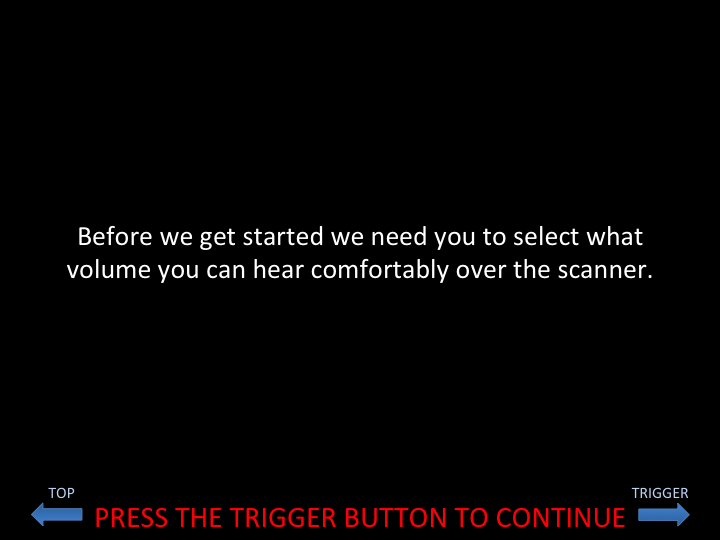 Before we get started we need you to select what
volume you can hear comfortably over the scanner.
TOP
TRIGGER
PRESS THE TRIGGER BUTTON TO CONTINUE